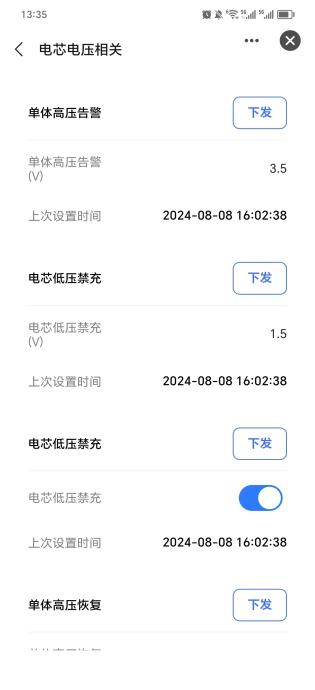 13:35
电芯电压相关
单体高压告警 下发
单体高压告警
(V) 3.5
上次设置时间 2024-08-08 16:02:38
电芯低压禁充 下发
电芯低压禁充
(V) 1.5
上次设置时间 2024-08-08 16:02:38
电芯低压禁充 下发
电芯低压禁充
上次设置时间 2024-08-08 16:02:38
单体高压恢复 下发